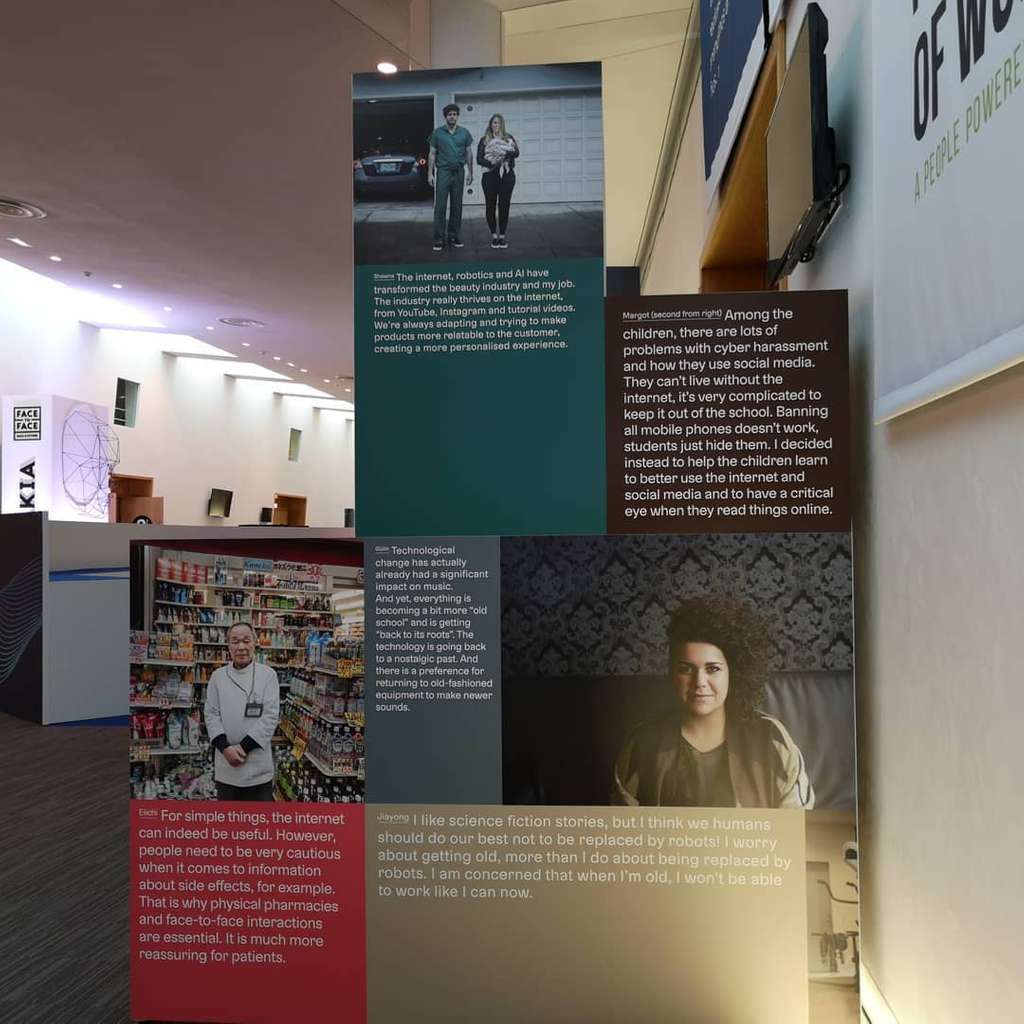 OF
A PEOPLE POWERE
Shawna The internet, robotics and AI have
transformed the beauty industry and my job.
The industry really thrives on the internet,
from YouTube, Instagram and tutorial videos.
We're always adapting and trying to make
products more relatable to the customer,
creating a more personalised experience.
Margot (second from right) Among the
children, there are lots of
problems with cyber harassment
and how they use social media.
They can't live without the
internet, it's very complicated to
keep it out of the school. Banning
all mobile phones doesn't work,
students just hide them. I decided
instead to help the children learn
to better use the internet and
social media and to have a critical
eye when they read things online.
FACE
TO
FACE
KIA
Technological
change has actually
already had a significant
impact on music.
And yet, everything is
becoming a bit more "old
school" and is getting
"back to its roots". The
technology is going back
to a nostalgic past. And
there is a preference for
returning to old-fashioned
equipment to make newer
sounds.
Eiichi For simple things, the internet
can indeed be useful. However,
people need to be very cautious
when it comes to information
about side effects, for example.
That is why physical pharmacies
and face-to-face interactions
are essential. It is much more
reassuring for patients.
Jiayong I like science fiction stories, but I think we humans
should do our best not to be replaced by robots! I worry
about getting old, more than I do about being replaced by
robots. I am concerned that when I'm old, I won't be able
to work like I can now.